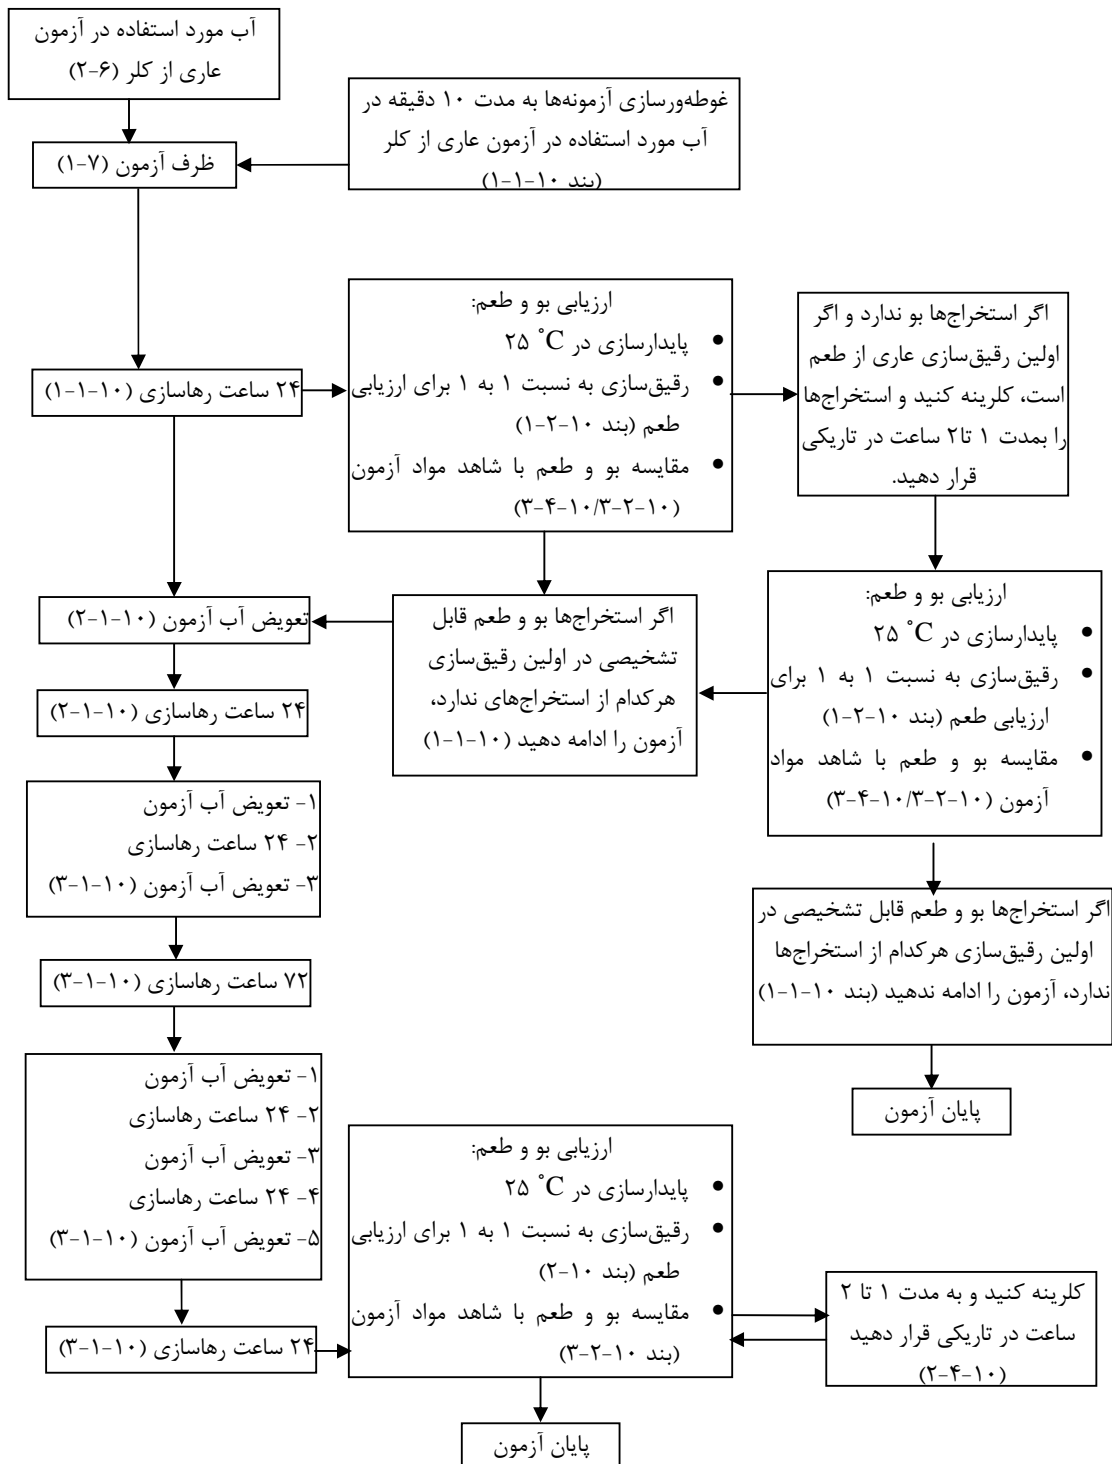 آب مورد استفاده در آزمون
عاری از کلر (۶-۲)
غوطه‌ورسازی آزمونه‌ها به مدت ۱۰ دقیقه در
آب مورد استفاده در آزمون عاری از کلر
(بند ۱۰-۱-۱)
ظرف آزمون (۷-۱)
۲۴ ساعت رهاسازی (۱۰-۱-۱)
ارزیابی بو و طعم:
• پایدارسازی در ۲۵ °C
• رقیق‌سازی به نسبت ۱ به ۱ برای ارزیابی
طعم (بند ۱۰-۲-۱)
• مقایسه بو و طعم با شاهد مواد آزمون
(۱۰-۲-۳/۱۰-۴-۳)
اگر استخراج‌ها بو ندارد و اگر
اولین رقیق‌سازی عاری از طعم
است، کلرینه کنید و استخراج‌ها
را بمدت ۱ تا۲ ساعت در تاریکی
قرار دهید.
ارزیابی بو و طعم:
• پایدارسازی در ۲۵ °C
• رقیق‌سازی به نسبت ۱ به ۱ برای
ارزیابی طعم (بند ۱۰-۲-۱)
• مقایسه بو و طعم با شاهد مواد
آزمون (۱۰-۲-۳/۱۰-۴-۳)
اگر استخراج‌ها بو و طعم قابل
تشخیصی در اولین رقیق‌سازی
هرکدام از استخراج‌های ندارد،
آزمون را ادامه دهید (۱۰-۱-۱)
تعویض آب آزمون (۱۰-۱-۲)
۲۴ ساعت رهاسازی (۱۰-۱-۲)
۱- تعویض آب آزمون
۲- ۲۴ ساعت رهاسازی
۳- تعویض آب آزمون (۱۰-۱-۳)
اگر استخراج‌ها بو و طعم قابل تشخیصی در
اولین رقیق‌سازی هرکدام از استخراج‌ها
ندارد، آزمون را ادامه ندهید (بند ۱۰-۱-۱)
پایان آزمون
۷۲ ساعت رهاسازی (۱۰-۱-۳)
۱- تعویض آب آزمون
۲- ۲۴ ساعت رهاسازی
۳- تعویض آب آزمون
۴- ۲۴ ساعت رهاسازی
۵- تعویض آب آزمون (۱۰-۱-۳)
۲۴ ساعت رهاسازی (۱۰-۱-۳)
ارزیابی بو و طعم:
• پایدارسازی در ۲۵ °C
• رقیق‌سازی به نسبت ۱ به ۱ برای ارزیابی
طعم (بند ۱۰-۲)
• مقایسه بو و طعم با شاهد مواد آزمون
(بند ۱۰-۲-۳)
کلرینه کنید و به مدت ۱ تا ۲
ساعت در تاریکی قرار دهید
(۱۰-۴-۲)
پایان آزمون